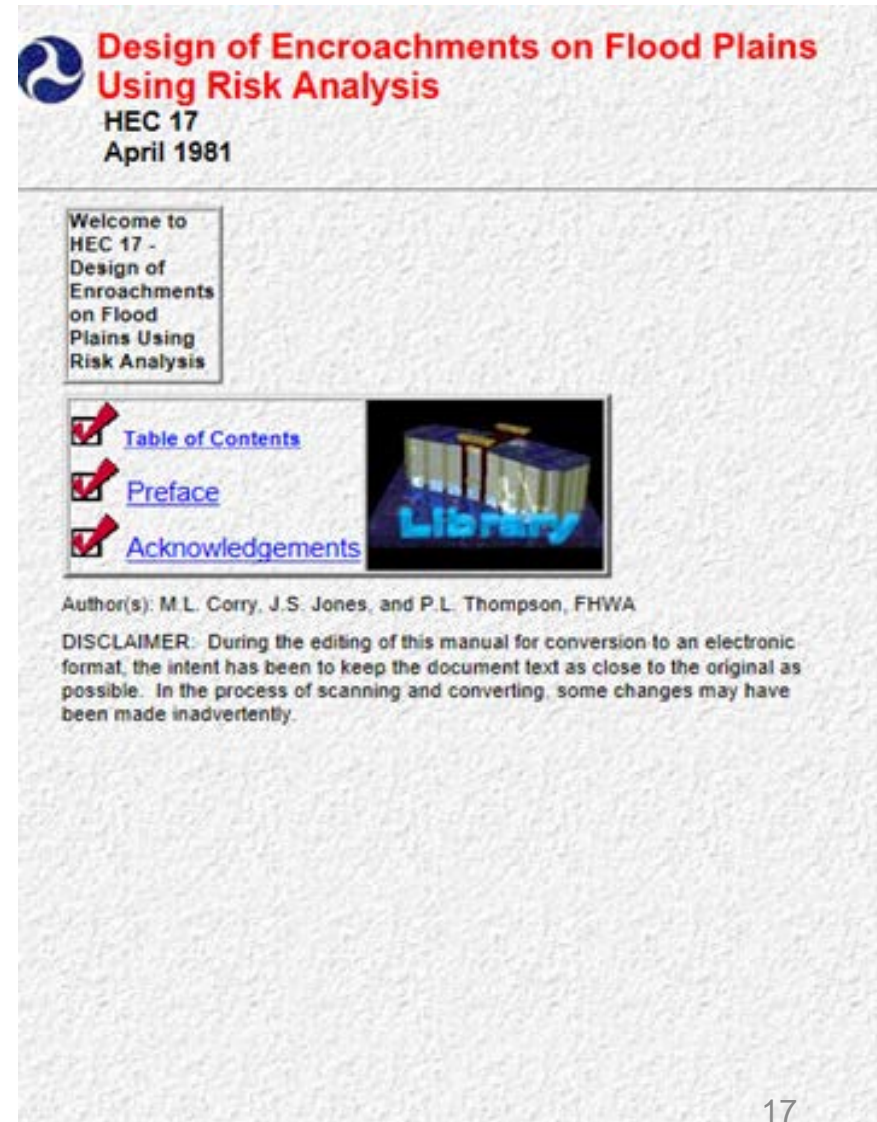 Design of Encroachments on Flood Plains
Using Risk Analysis
HEC 17
April 1981
Welcome to
HEC 17 -
Design of
Enroachments
on Flood
Plains Using
Risk Analysis
Table of Contents
Preface
Acknowledgements
Library
Author(s): M.L. Corry, J.S. Jones, and P.L. Thompson, FHWA
DISCLAIMER: During the editing of this manual for conversion to an electronic
format, the intent has been to keep the document text as close to the original as
possible. In the process of scanning and converting, some changes may have
been made inadvertently.
17